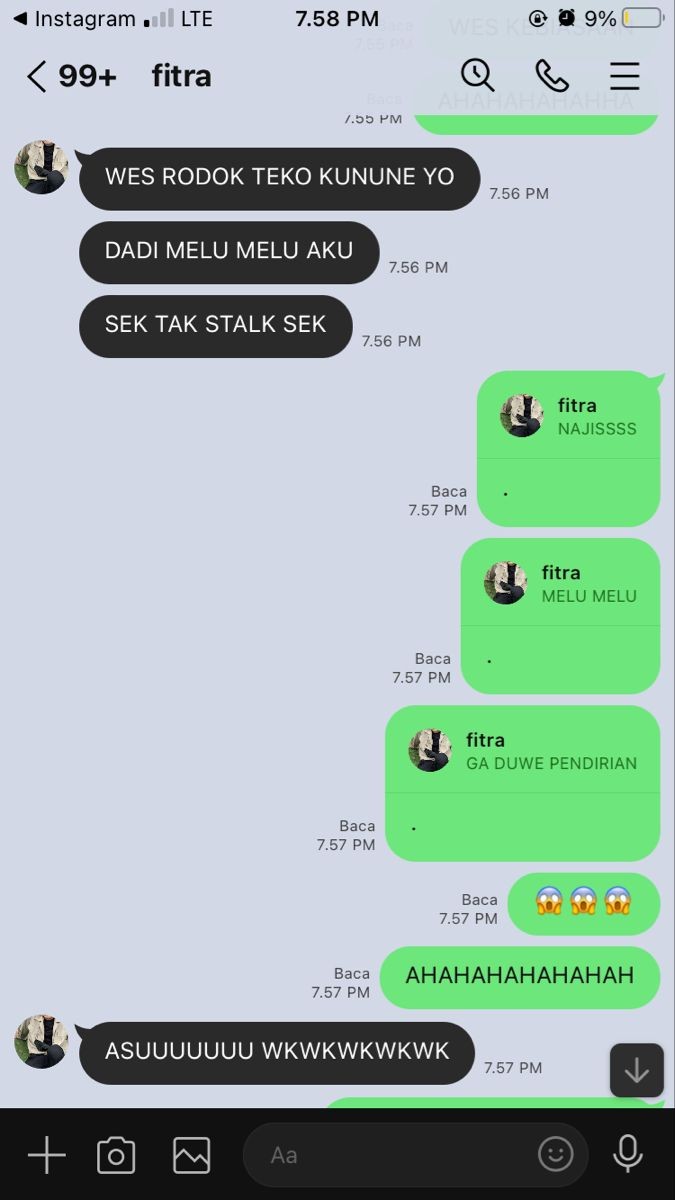 Instagram LTE 7.58 PM 9%
Baca
7.55 PM
WES KEBIASAAN
99+ fitra
Baca
7.55 PM
AHAHAHAHAHHA
WES RODOK TEKO KUNUNE YO
7.56 PM
DADI MELU MELU AKU
7.56 PM
SEK TAK STALK SEK
7.56 PM
fitra
NAJISSSS
.
Baca
7.57 PM
fitra
MELU MELU
.
Baca
7.57 PM
fitra
GA DUWE PENDIRIAN
.
Baca
7.57 PM
😱😱😱
Baca
7.57 PM
AHAHAHAHAHAHAH
Baca
7.57 PM
ASUUUUUUU WKWKWKWKWK
7.57 PM
Aa